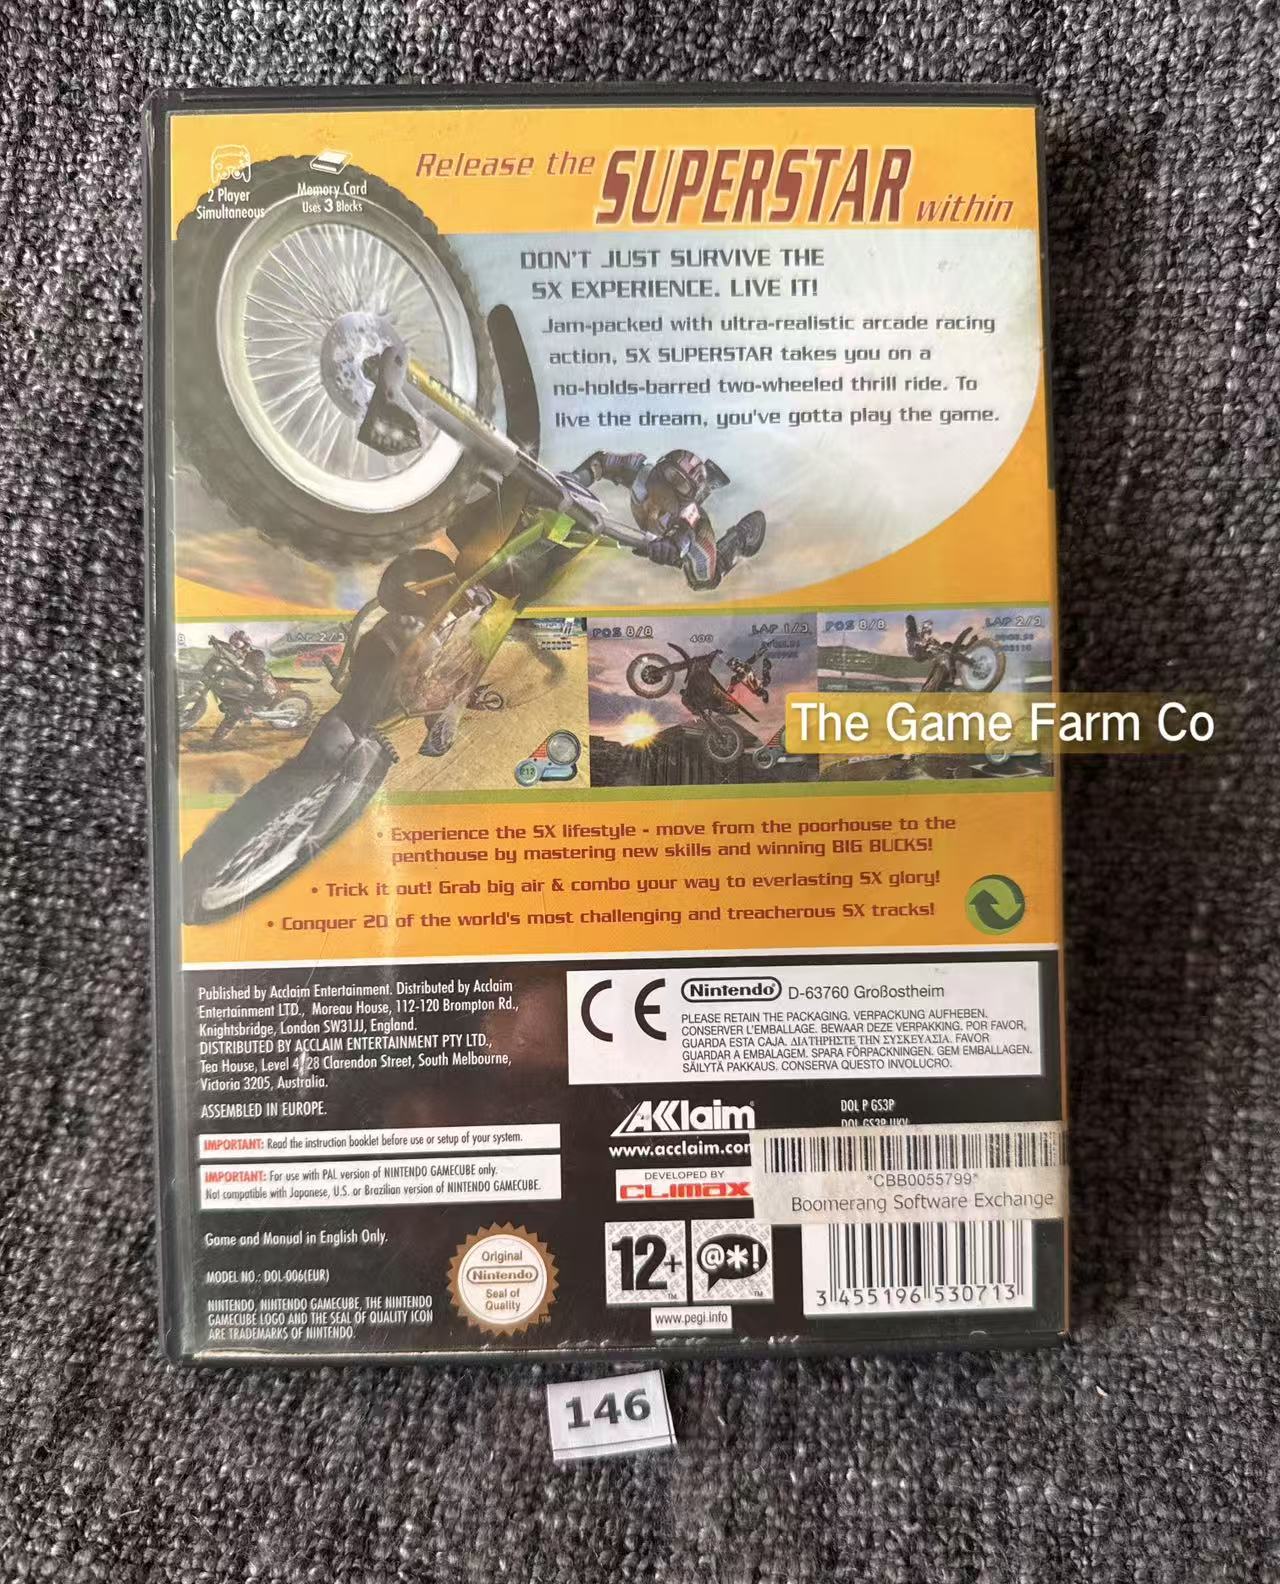 2 Player
Simultaneous
Memory Card
Uses 3 Blocks
Release the SUPERSTAR within
DON'T JUST SURVIVE THE
SX EXPERIENCE. LIVE IT!
Jam-packed with ultra-realistic arcade racing
action, SX SUPERSTAR takes you on a
no-holds-barred two-wheeled thrill ride. To
live the dream, you've gotta play the game.
8 LAP 2/3
POS 8/8 400 LAP 1/3
POS 8/8 LAP 2/3
The Game Farm Co
• Experience the SX lifestyle - move from the poorhouse to the
penthouse by mastering new skills and winning BIG BUCKS!
• Trick it out! Grab big air & combo your way to everlasting SX glory!
• Conquer 20 of the world's most challenging and treacherous SX tracks!
Published by Acclaim Entertainment. Distributed by Acclaim
Entertainment LTD., Moreau House, 112-120 Brompton Rd.,
Knightsbridge, London SW31JJ, England.
DISTRIBUTED BY ACCLAIM ENTERTAINMENT PTY LTD.,
Tea House, Level 4/28 Clarendon Street, South Melbourne,
Victoria 3205, Australia.
ASSEMBLED IN EUROPE.
IMPORTANT: Read the instruction booklet before use or setup of your system.
IMPORTANT: For use with PAL version of NINTENDO GAMECUBE only.
Not compatible with Japanese, U.S. or Brazilian version of NINTENDO GAMECUBE.
Game and Manual in English Only.
MODEL NO.: DOL-006(EUR)
NINTENDO, NINTENDO GAMECUBE, THE NINTENDO
GAMECUBE LOGO AND THE SEAL OF QUALITY ICON
ARE TRADEMARKS OF NINTENDO.
Original
Nintendo
Seal of
Quality
TM
CE
Nintendo® D-63760 Großostheim
PLEASE RETAIN THE PACKAGING. VERPACKUNG AUFHEBEN.
CONSERVER L'EMBALLAGE. BEWAAR DEZE VERPAKKING. POR FAVOR,
GUARDA ESTA CAJA. ΔΙΑΤΗΡΗΣΤΕ ΤΗΝ ΣΥΣΚΕΥΑΣΙΑ. FAVOR
GUARDAR A EMBALAGEM. SPARA FÖRPACKNINGEN. GEM EMBALLAGEN.
SÄILYTÄ PAKKAUS. CONSERVA QUESTO INVOLUCRO.
AKKlaim
www.acclaim.com
DEVELOPED BY
CLIMAX
DOL P GS3P
DOL GS3P UKV
*CBB0055799*
Boomerang Software Exchange
12+
TM
@*!
TM
www.pegi.info
3 455196 530713
146